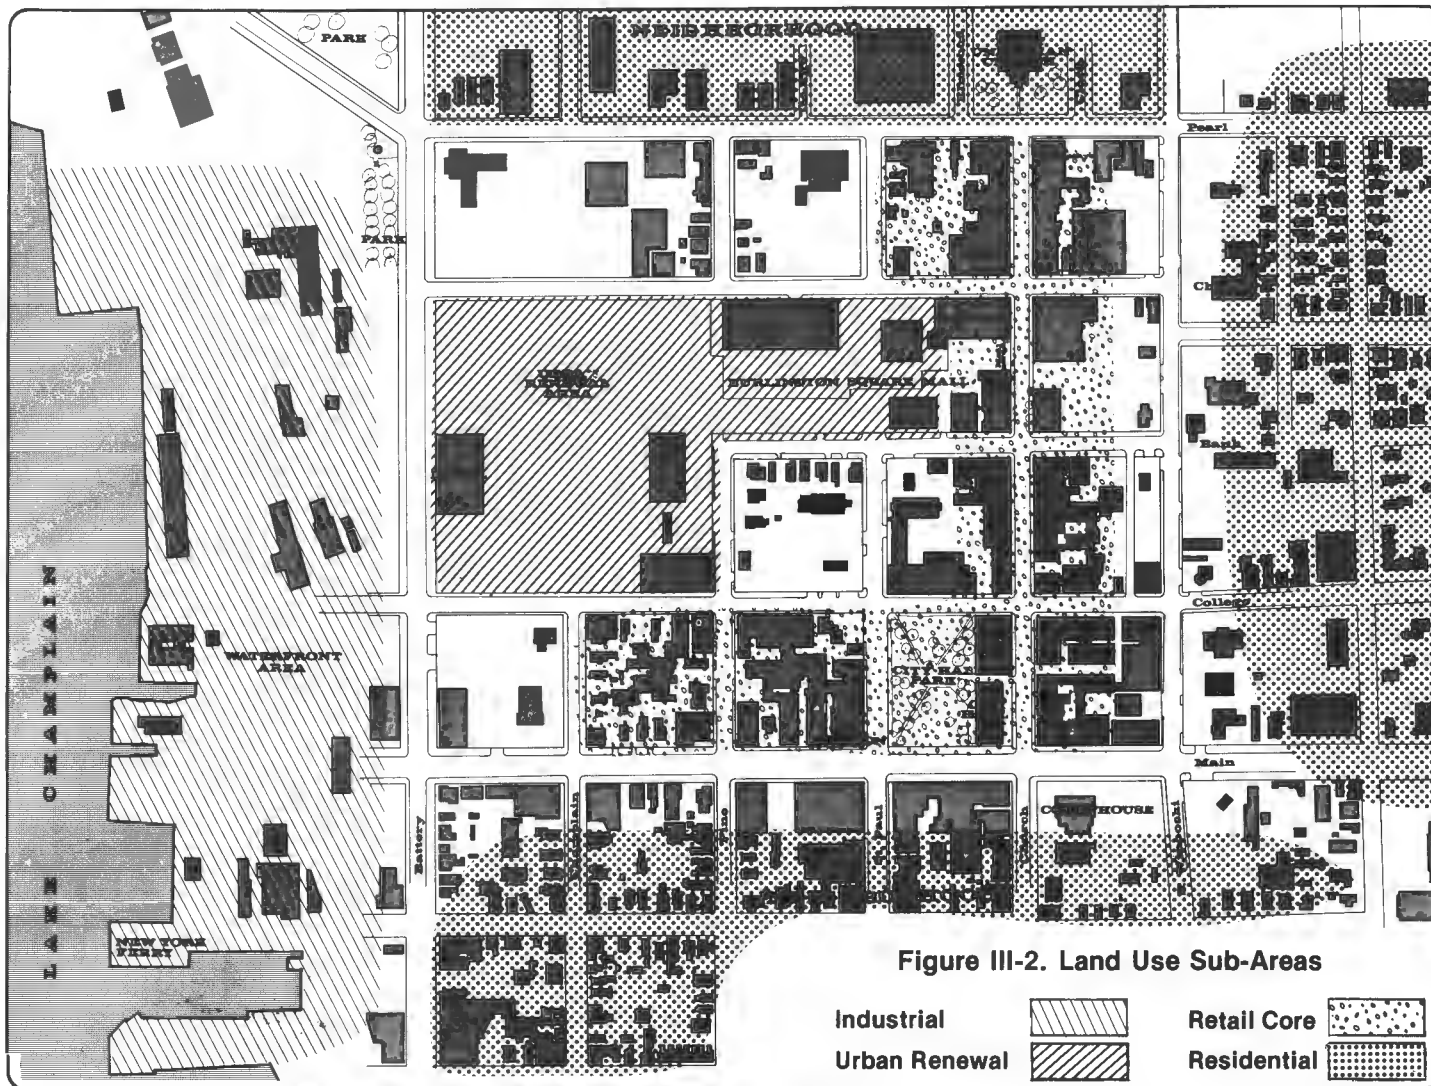 PARK
NEIGHBORHOOD
Pearl
PARK
URBAN
RENEWAL
AREA
BURLINGTON SQUARE MALL
Bank
College
WATERFRONT
AREA
CITY HALL
PARK
Main
LAKE CHAMPLAIN
Battery
Champlain
Pine
Paul
Church
COURTHOUSE
NEW YORK
FERRY
Figure III-2. Land Use Sub-Areas
Industrial
Retail Core
Urban Renewal
Residential